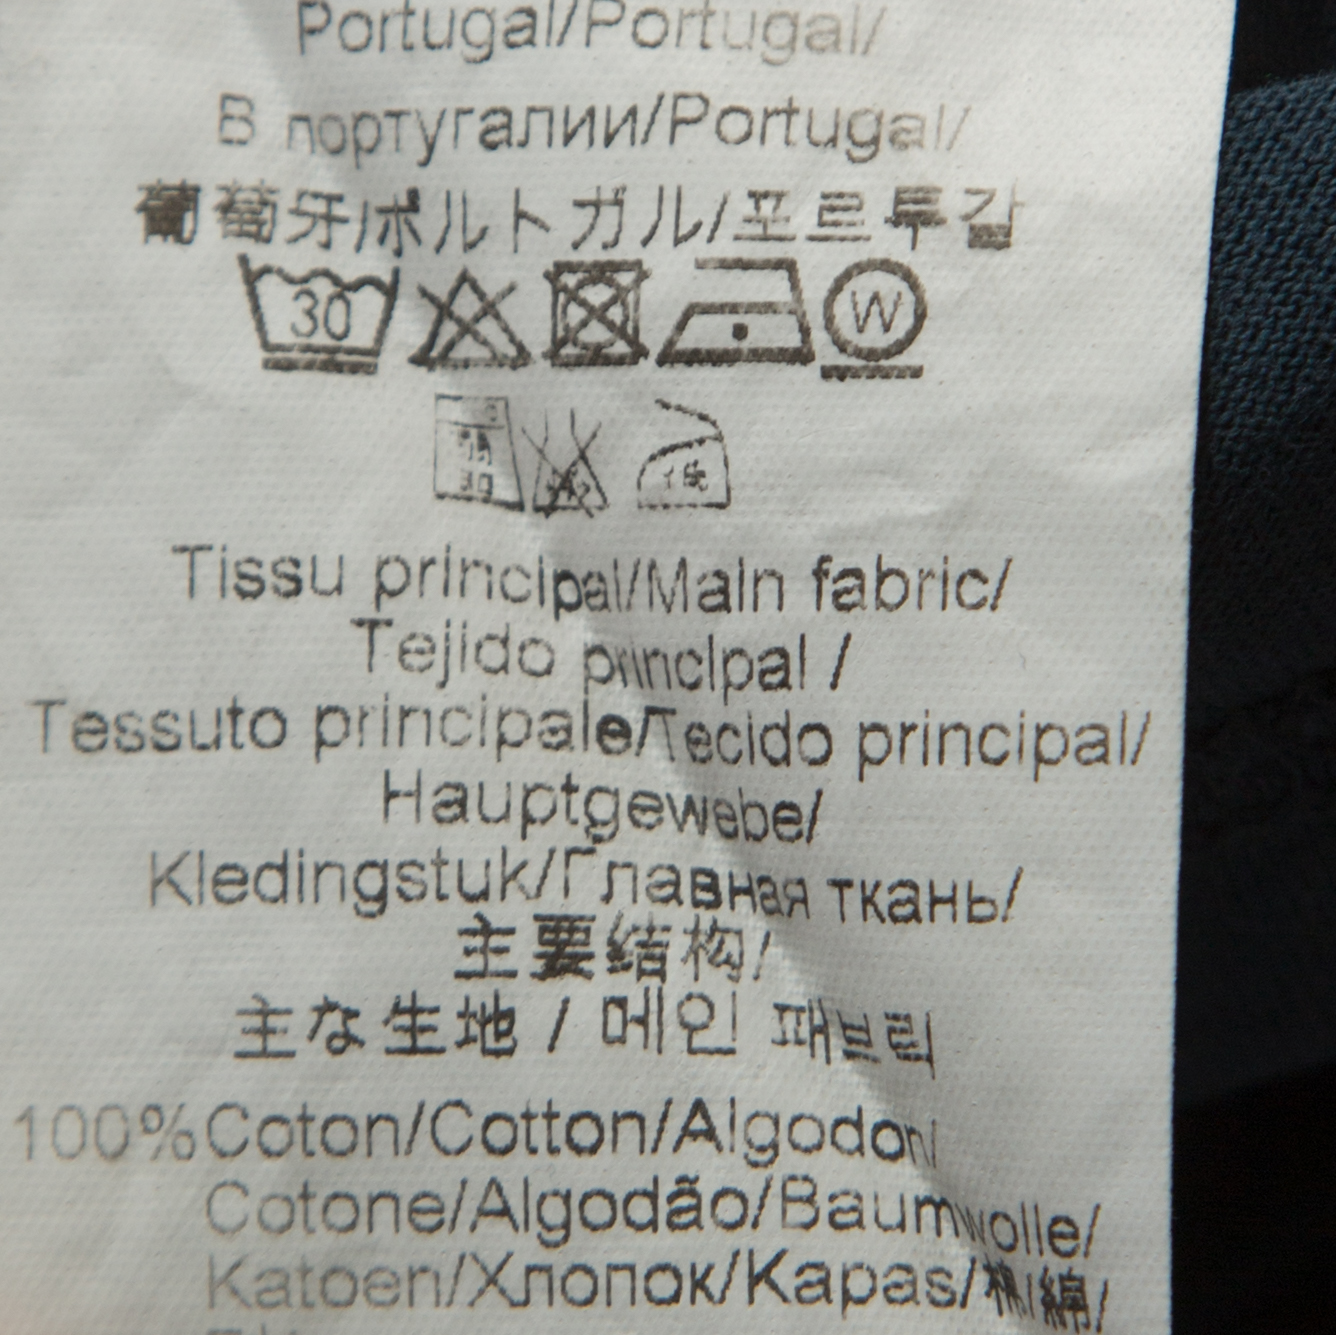 Portugal/Portugal/
В португалии/Portugal/
葡萄牙/ポルトガル/포르투갈
30 W
Tissu principal/Main fabric/
Tejido principal /
Tessuto principale/Tecido principal/
Hauptgewebe/
Kledingstuk/Главная ткань/
主要结构/
主な生地 / 메인 패브릭
100%Coton/Cotton/Algodon/
Cotone/Algodão/Baumwolle/
Katoen/Хлопок/Kapas/棉/綿/